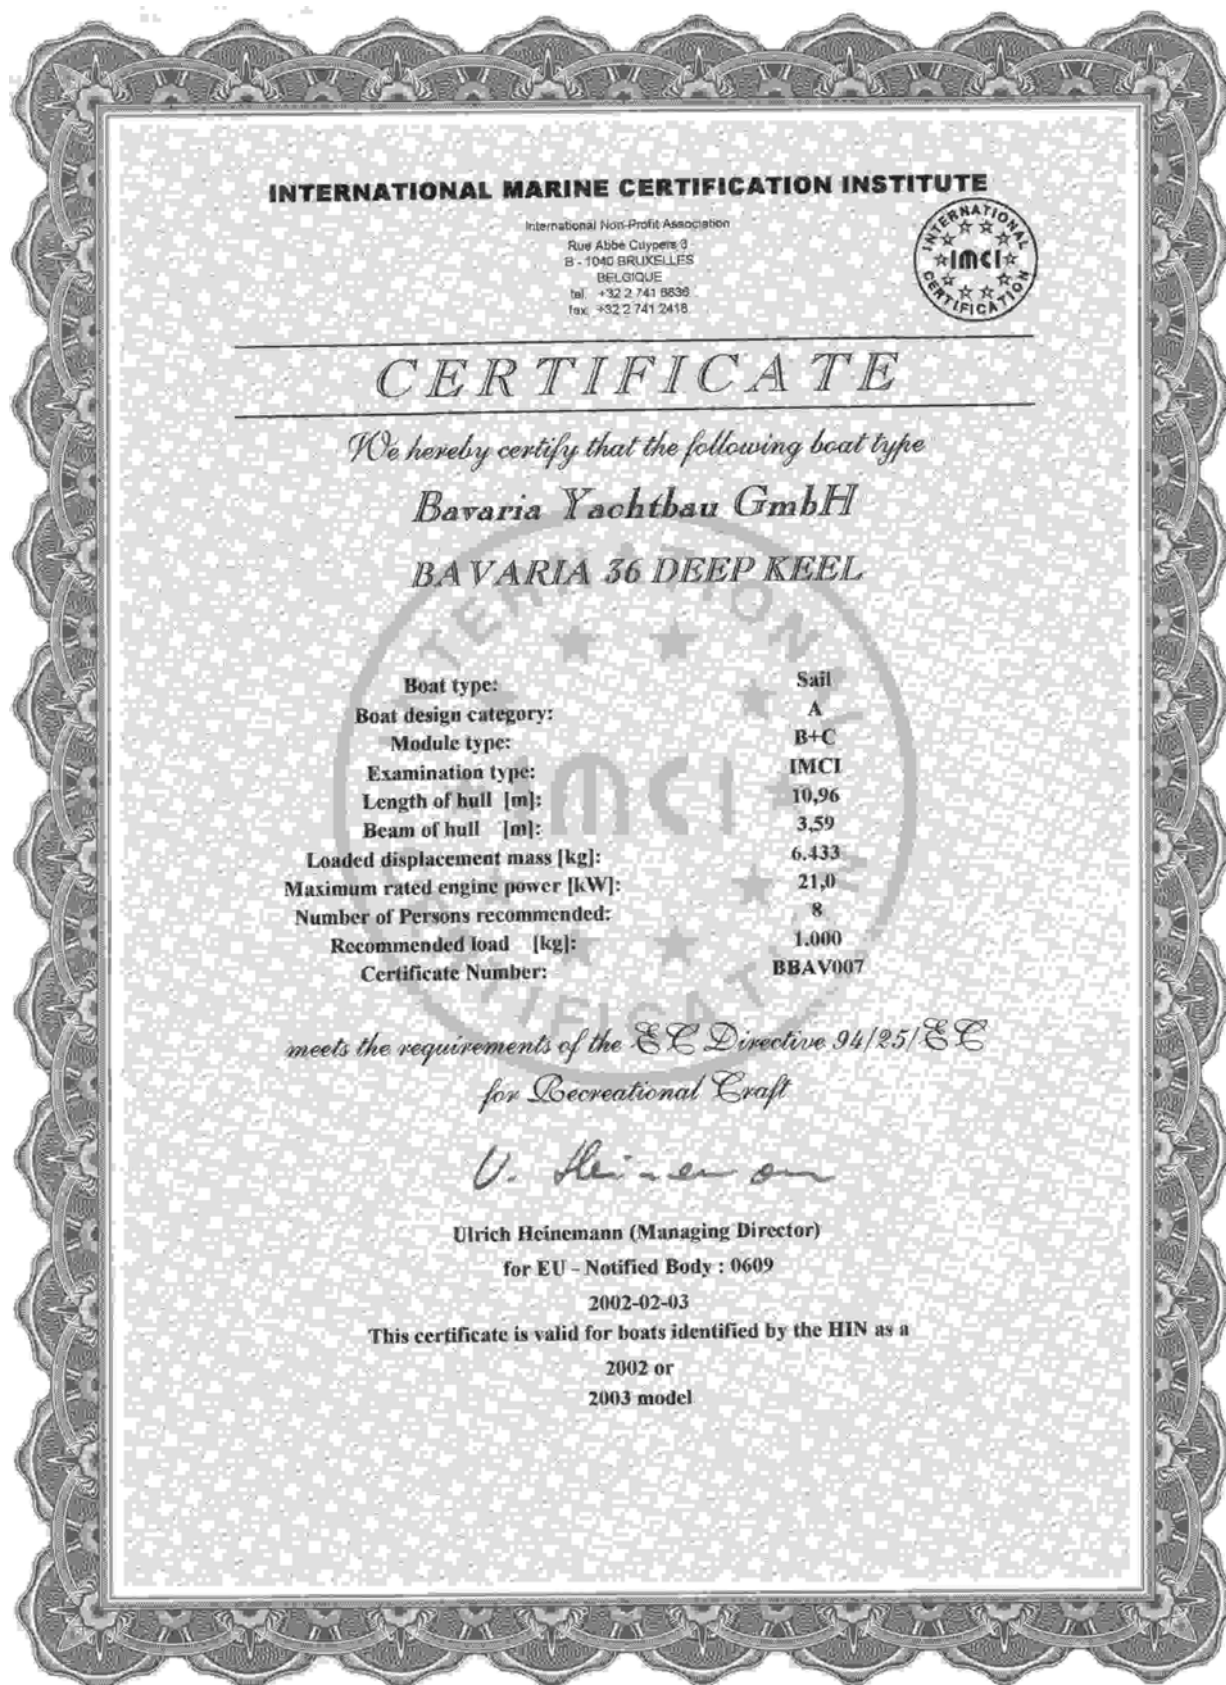 INTERNATIONAL MARINE CERTIFICATION INSTITUTE
International Non-Profit Association
Rue Abbé Cuypers 3
B - 1040 BRUXELLES
BELGIQUE
tel: +32 2 741 6836
fax: +32 2 741 2418
INTERNATIONAL
IMCI
CERTIFICATION
CERTIFICATE
We hereby certify that the following boat type
Bavaria Yachtbau GmbH
BAVARIA 36 DEEP KEEL
Boat type: Sail
Boat design category: A
Module type: B+C
Examination type: IMCI
Length of hull [m]: 10,96
Beam of hull [m]: 3,59
Loaded displacement mass [kg]: 6.433
Maximum rated engine power [kW]: 21,0
Number of Persons recommended: 8
Recommended load [kg]: 1.000
Certificate Number: BBAV007
INTERNATIONAL
IMCI
CERTIFICATION
meets the requirements of the EC Directive 94/25/EC
for Recreational Craft
U. Heinemann
Ulrich Heinemann (Managing Director)
for EU - Notified Body : 0609
2002-02-03
This certificate is valid for boats identified by the HIN as a
2002 or
2003 model